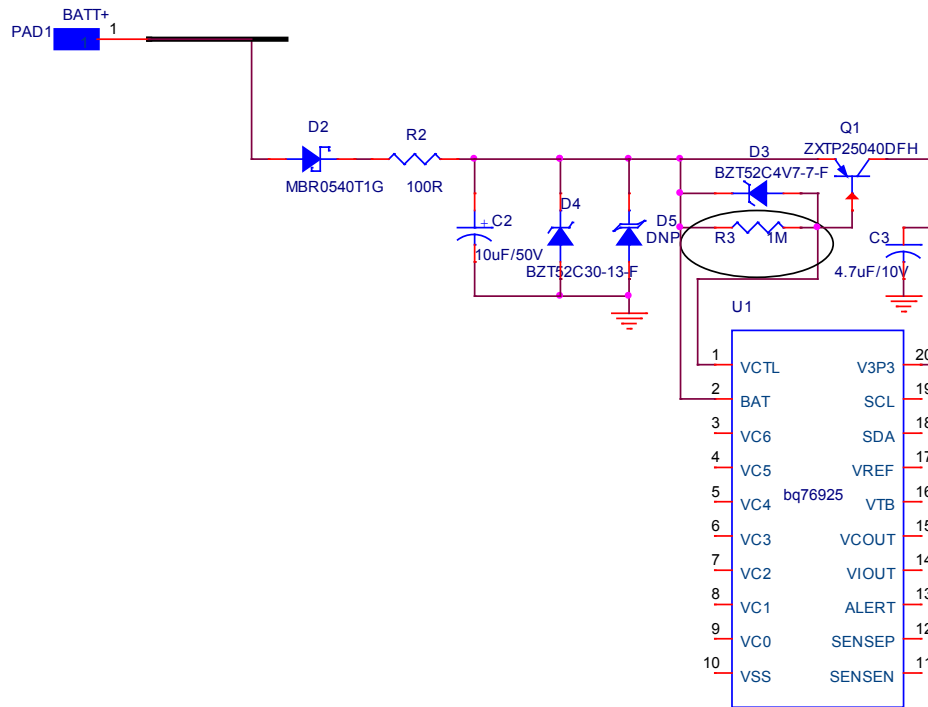 BATT+
PAD1
1
1
D2
MBR0540T1G
R2
100R
Q1
ZXTP25040DFH
D3
BZT52C4V7-7-F
+
C2
10uF/50V
D4
BZT52C30-13-F
D5
DNP
R3 1M
C3
4.7uF/10V
U1
1 VCTL V3P3 20
2 BAT SCL 19
3 VC6 SDA 18
4 VC5 VREF 17
5 VC4 bq76925 VTB 16
6 VC3 VCOUT 15
7 VC2 VIOUT 14
8 VC1 ALERT 13
9 VC0 SENSEP 12
10 VSS SENSEN 11